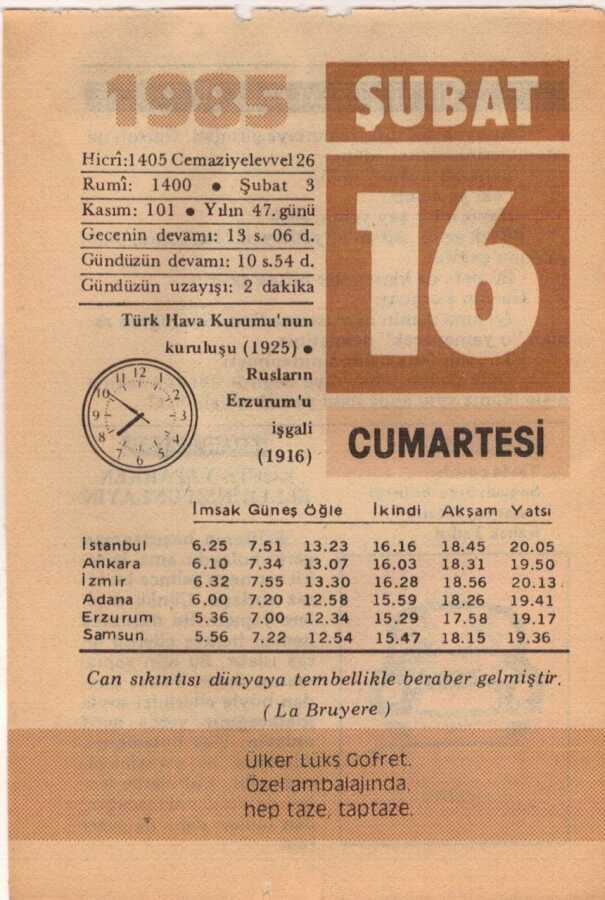 1985
ŞUBAT
16
CUMARTESİ
Hicrî:1405 Cemaziyelevvel 26
Rumî: 1400 • Şubat 3
Kasım: 101 • Yılın 47. günü
Gecenin devamı: 13 s. 06 d.
Gündüzün devamı: 10 s.54 d.
Gündüzün uzayışı: 2 dakika
Türk Hava Kurumu'nun
kuruluşu (1925) •
Rusların
Erzurum'u
işgali
(1916)
İmsak Güneş Öğle İkindi Akşam Yatsı
İstanbul 6.25 7.51 13.23 16.16 18.45 20.05
Ankara 6.10 7.34 13.07 16.03 18.31 19.50
İzmir 6.32 7.55 13.30 16.28 18.56 20.13
Adana 6.00 7.20 12.58 15.59 18.26 19.41
Erzurum 5.36 7.00 12.34 15.29 17.58 19.17
Samsun 5.56 7.22 12.54 15.47 18.15 19.36
Can sıkıntısı dünyaya tembellikle beraber gelmiştir.
( La Bruyere )
Ülker Lüks Gofret.
Özel ambalajında,
hep taze, taptaze.